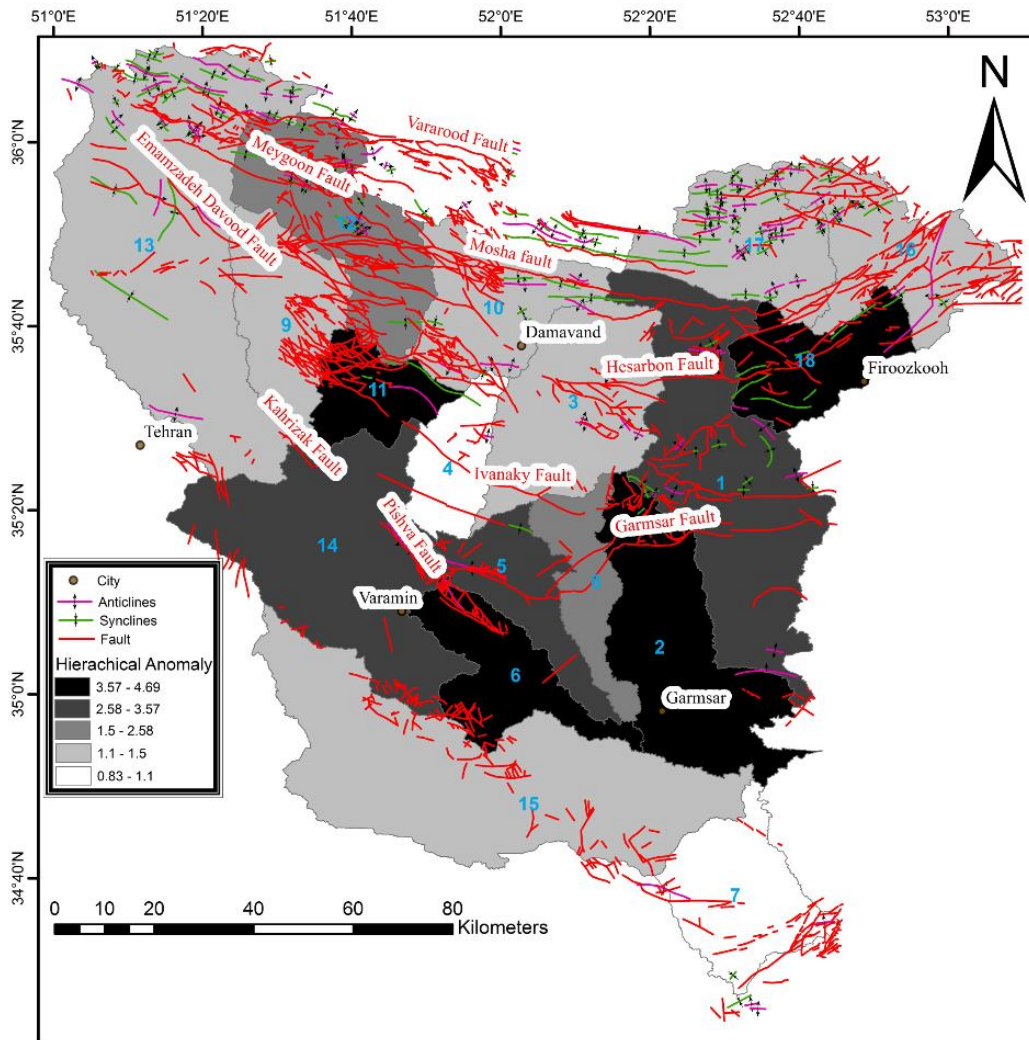 51°0'E 51°20'E 51°40'E 52°0'E 52°20'E 52°40'E 53°0'E
N
36°0'N
35°40'N
35°20'N
35°0'N
34°40'N
Vararood Fault
Meygoon Fault
Emamzadeh Davood Fault
Mosha fault
13
12
17
16
10
9
Damavand
Hesarbon Fault
18
Firoozkooh
3
11
Kahrizak Fault
Tehran
4
Ivanaky Fault
1
Garmsar Fault
Pishva Fault
14
5
Varamin
2
6
Garmsar
15
7
City
Anticlines
Synclines
Fault
Hierachical Anomaly
3.57 - 4.69
2.58 - 3.57
1.5 - 2.58
1.1 - 1.5
0.83 - 1.1
0 10 20 40 60 80
Kilometers